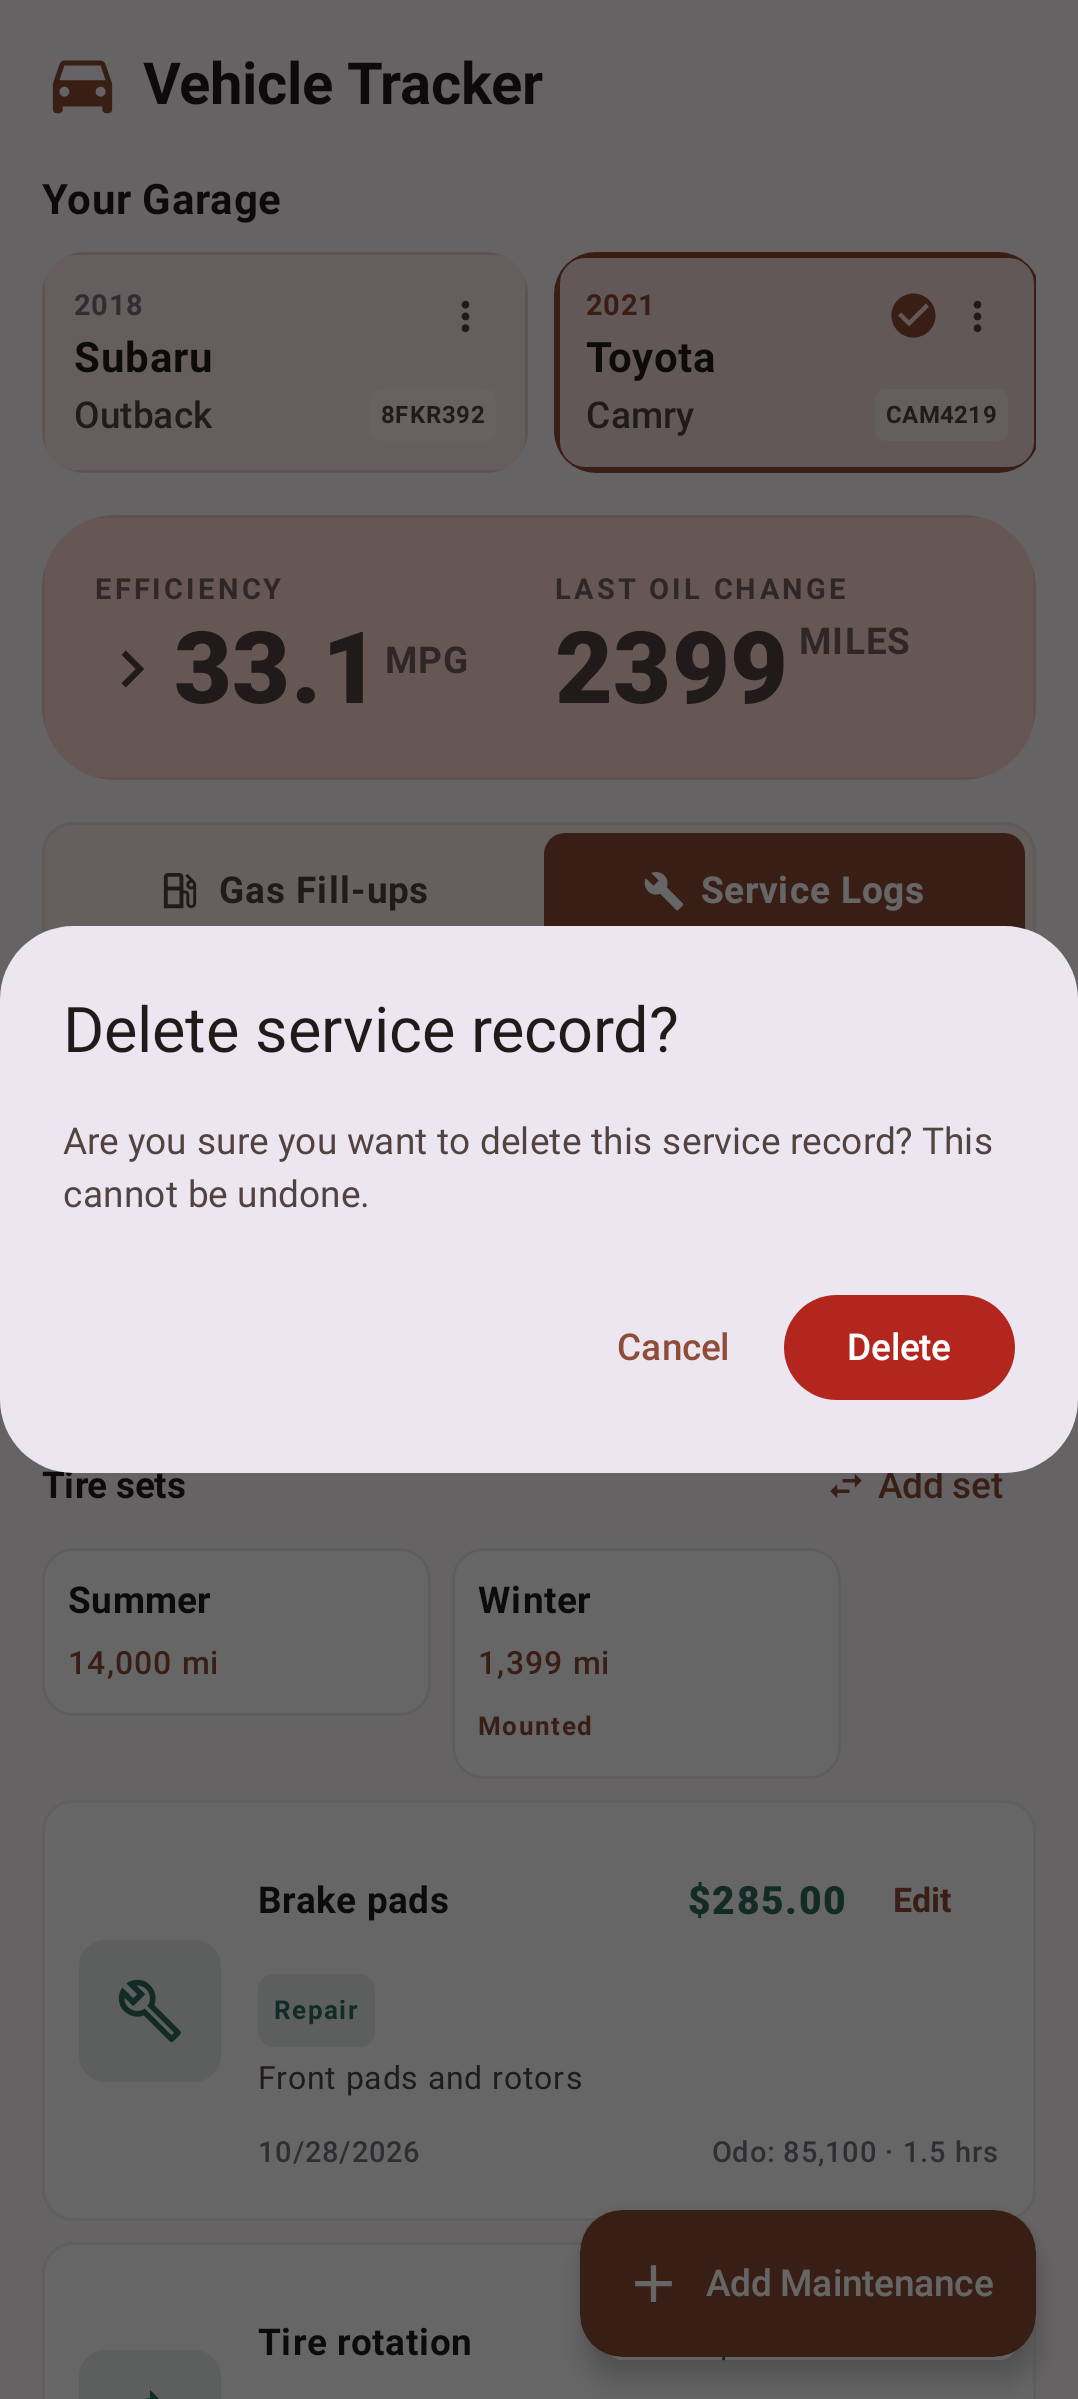 Vehicle Tracker
Your Garage
2018
Subaru
Outback
8FKR392
2021
Toyota
Camry
CAM4219
EFFICIENCY
33.1 MPG
LAST OIL CHANGE
2399 MILES
Gas Fill-ups
Service Logs
Delete service record?
Are you sure you want to delete this service record? This
cannot be undone.
Cancel
Delete
Tire sets
Add set
Summer
14,000 mi
Winter
1,399 mi
Mounted
Brake pads
$285.00
Edit
Repair
Front pads and rotors
10/28/2026
Odo: 85,100 · 1.5 hrs
Add Maintenance
Tire rotation